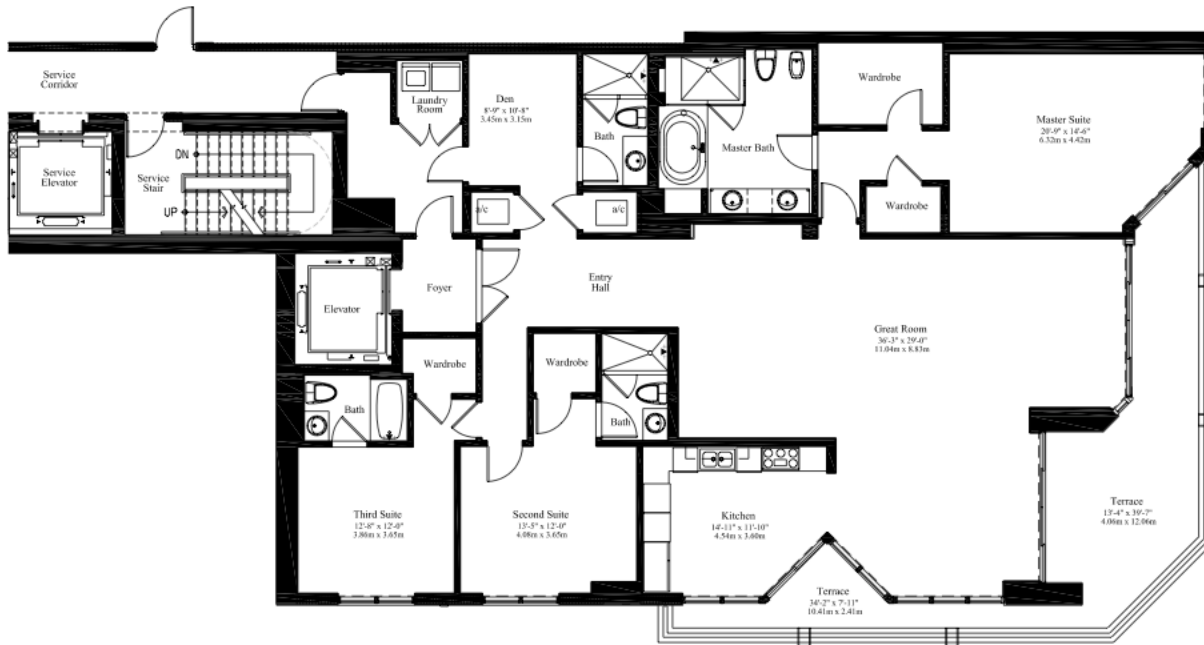 Service
Corridor
Laundry
Room
Den
8'-9" x 10'-8"
3.45m x 3.15m
Bath
Master Bath
Wardrobe
Master Suite
20'-9" x 14'-6"
6.32m x 4.42m
Service
Elevator
Service
Stair
DN
UP
a/c
a/c
Wardrobe
Elevator
Foyer
Entry
Hall
Great Room
36'-3" x 29'-0"
11.04m x 8.83m
Wardrobe
Wardrobe
Bath
Bath
Third Suite
12'-8" x 12'-0"
3.86m x 3.65m
Second Suite
13'-5" x 12'-0"
4.08m x 3.65m
Kitchen
14'-11" x 11'-10"
4.54m x 3.60m
Terrace
13'-4" x 39'-7"
4.06m x 12.06m
Terrace
34'-2" x 7'-11"
10.41m x 2.41m